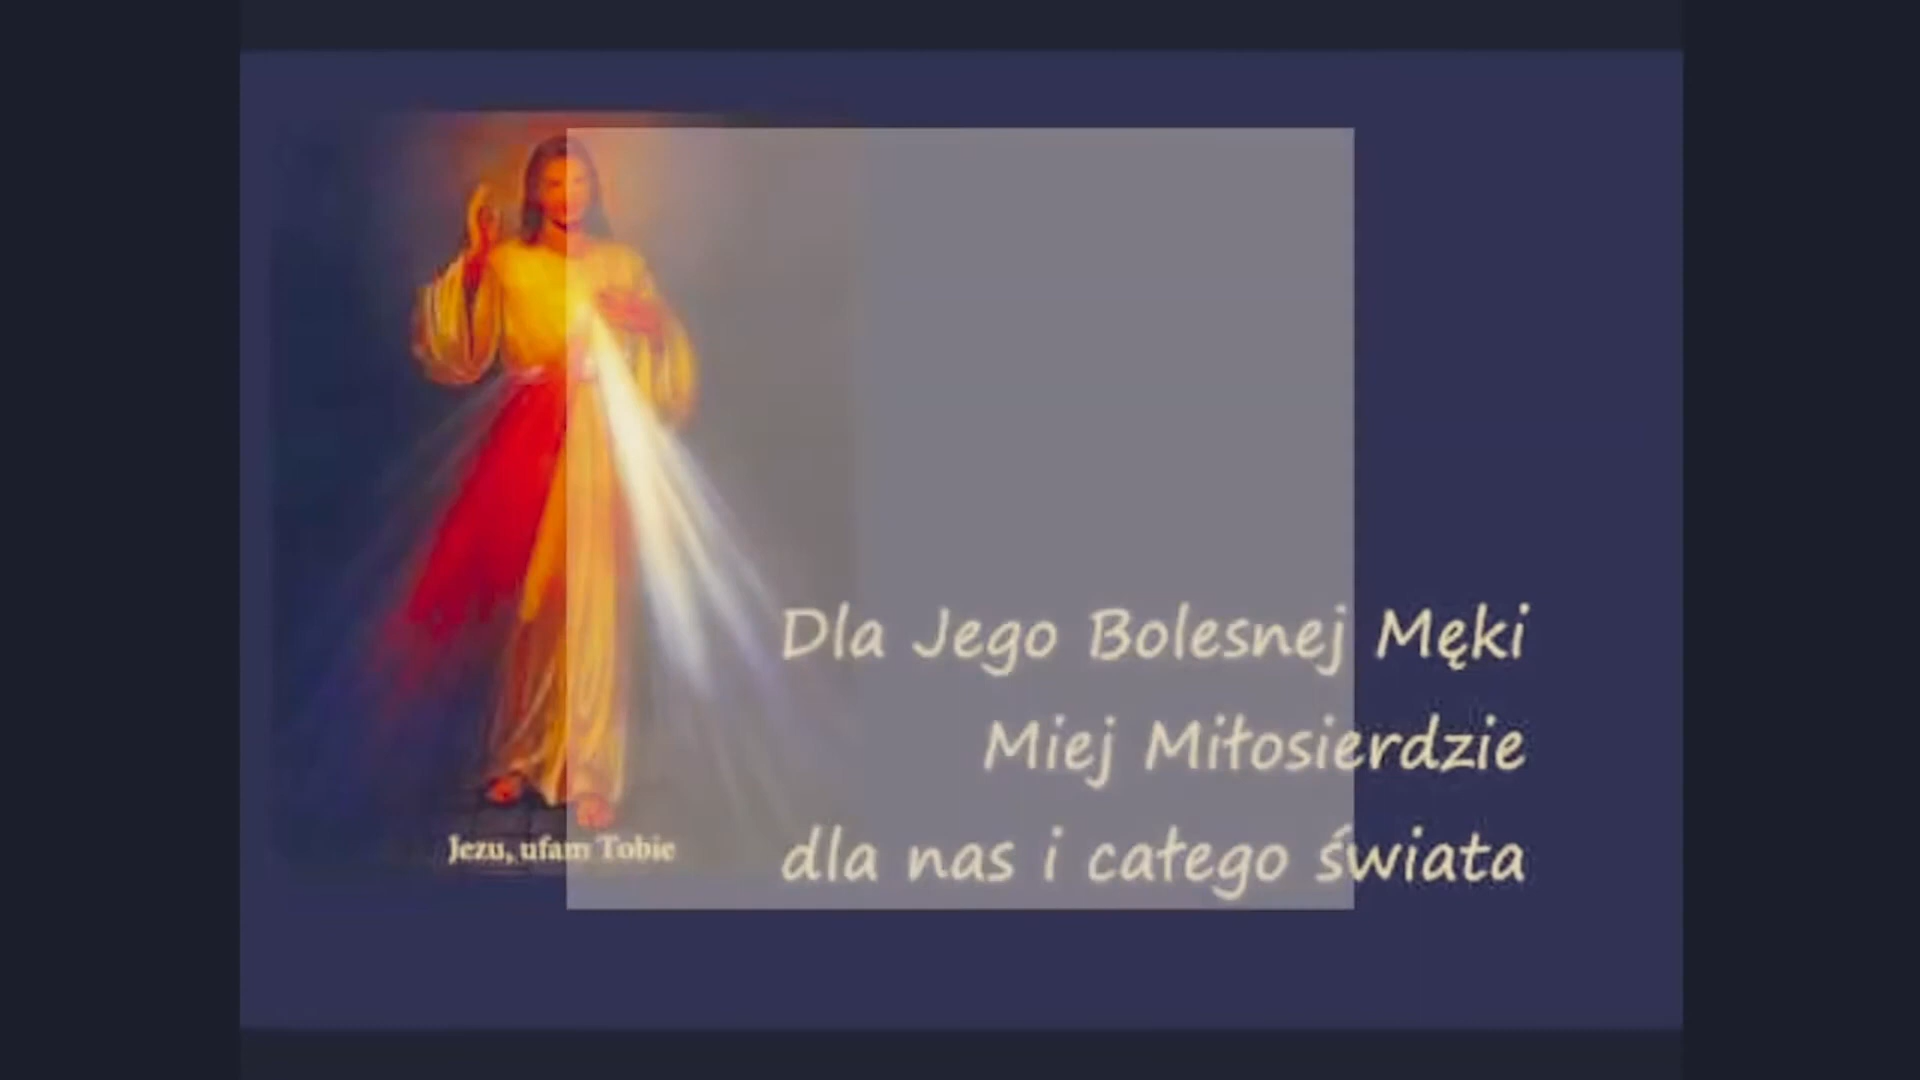 Dla Jego Bolesnej Męki
Miej Miłosierdzie
dla nas i całego świata
Jezu, ufam Tobie